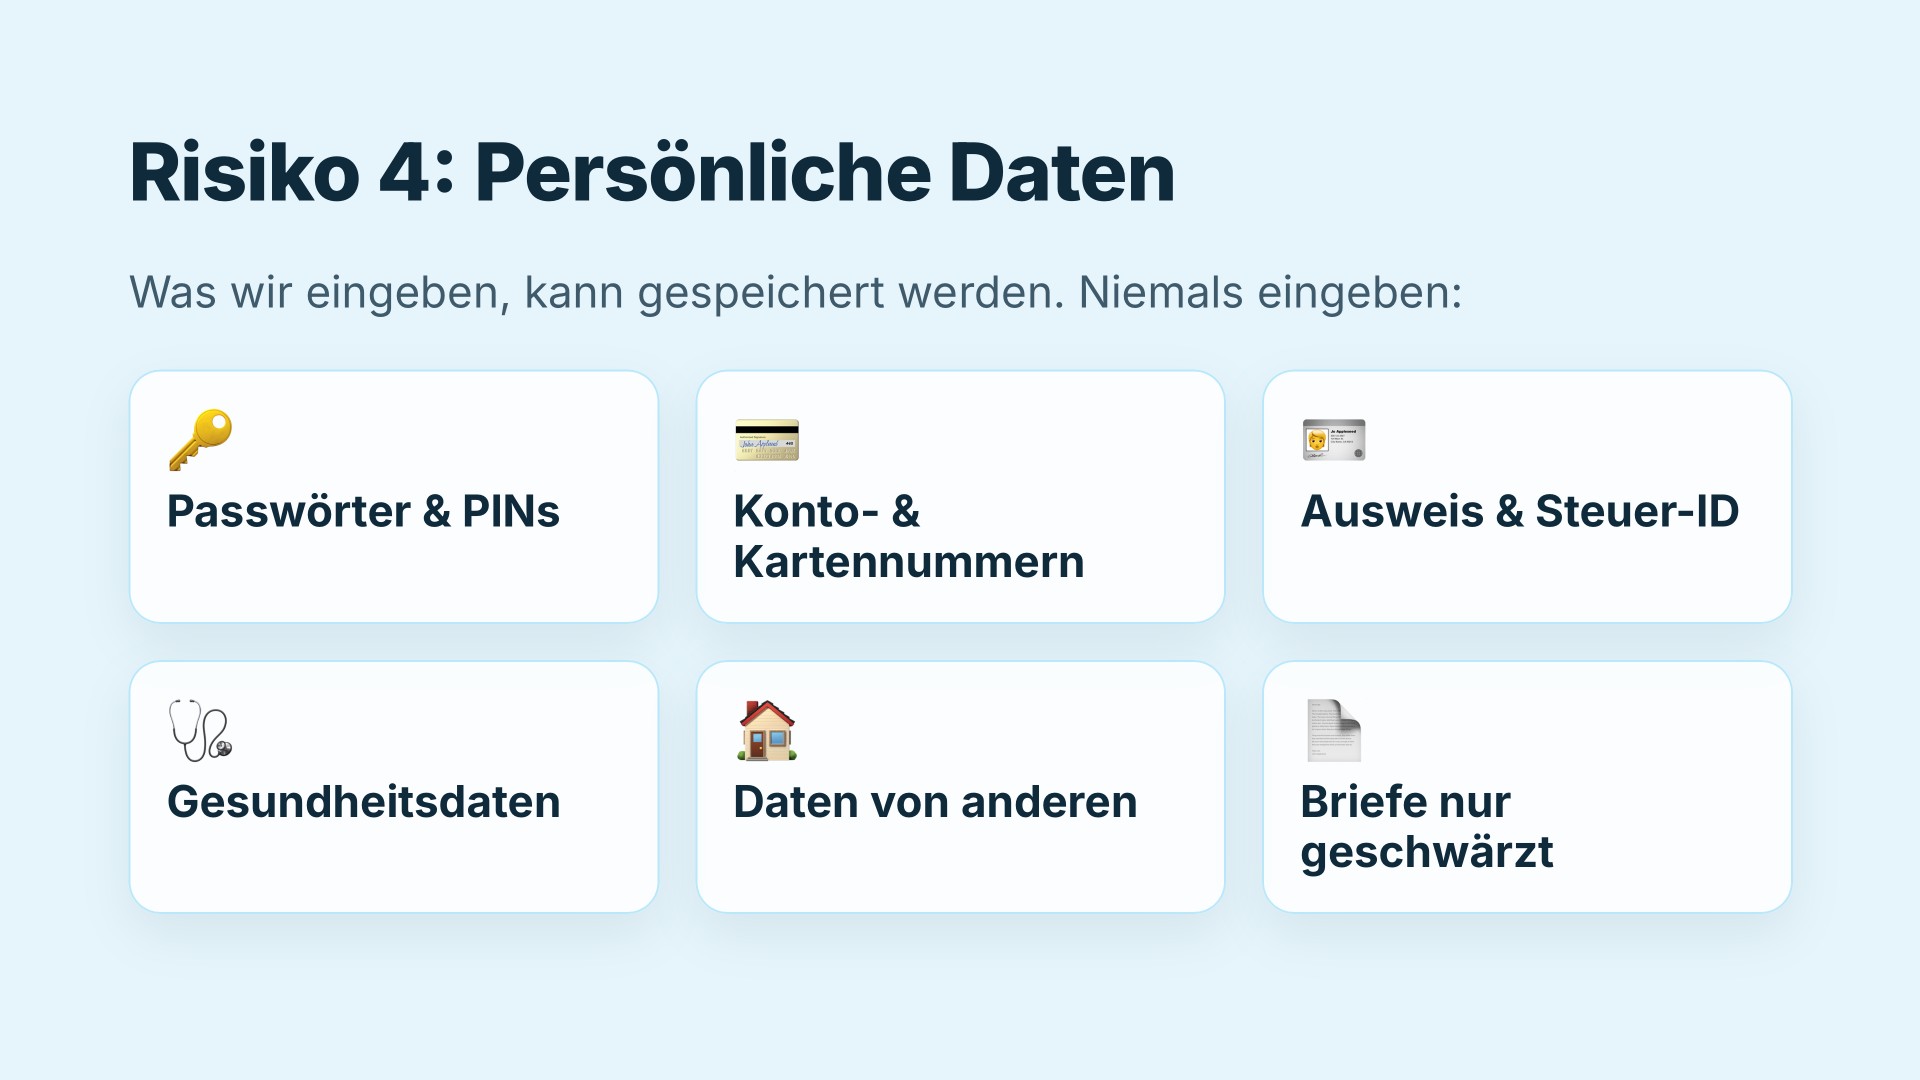 Risiko 4: Persönliche Daten
Was wir eingeben, kann gespeichert werden. Niemals eingeben:
Passwörter & PINs
Konto- &
Kartennummern
Ausweis & Steuer-ID
Gesundheitsdaten
Daten von anderen
Briefe nur
geschwärzt